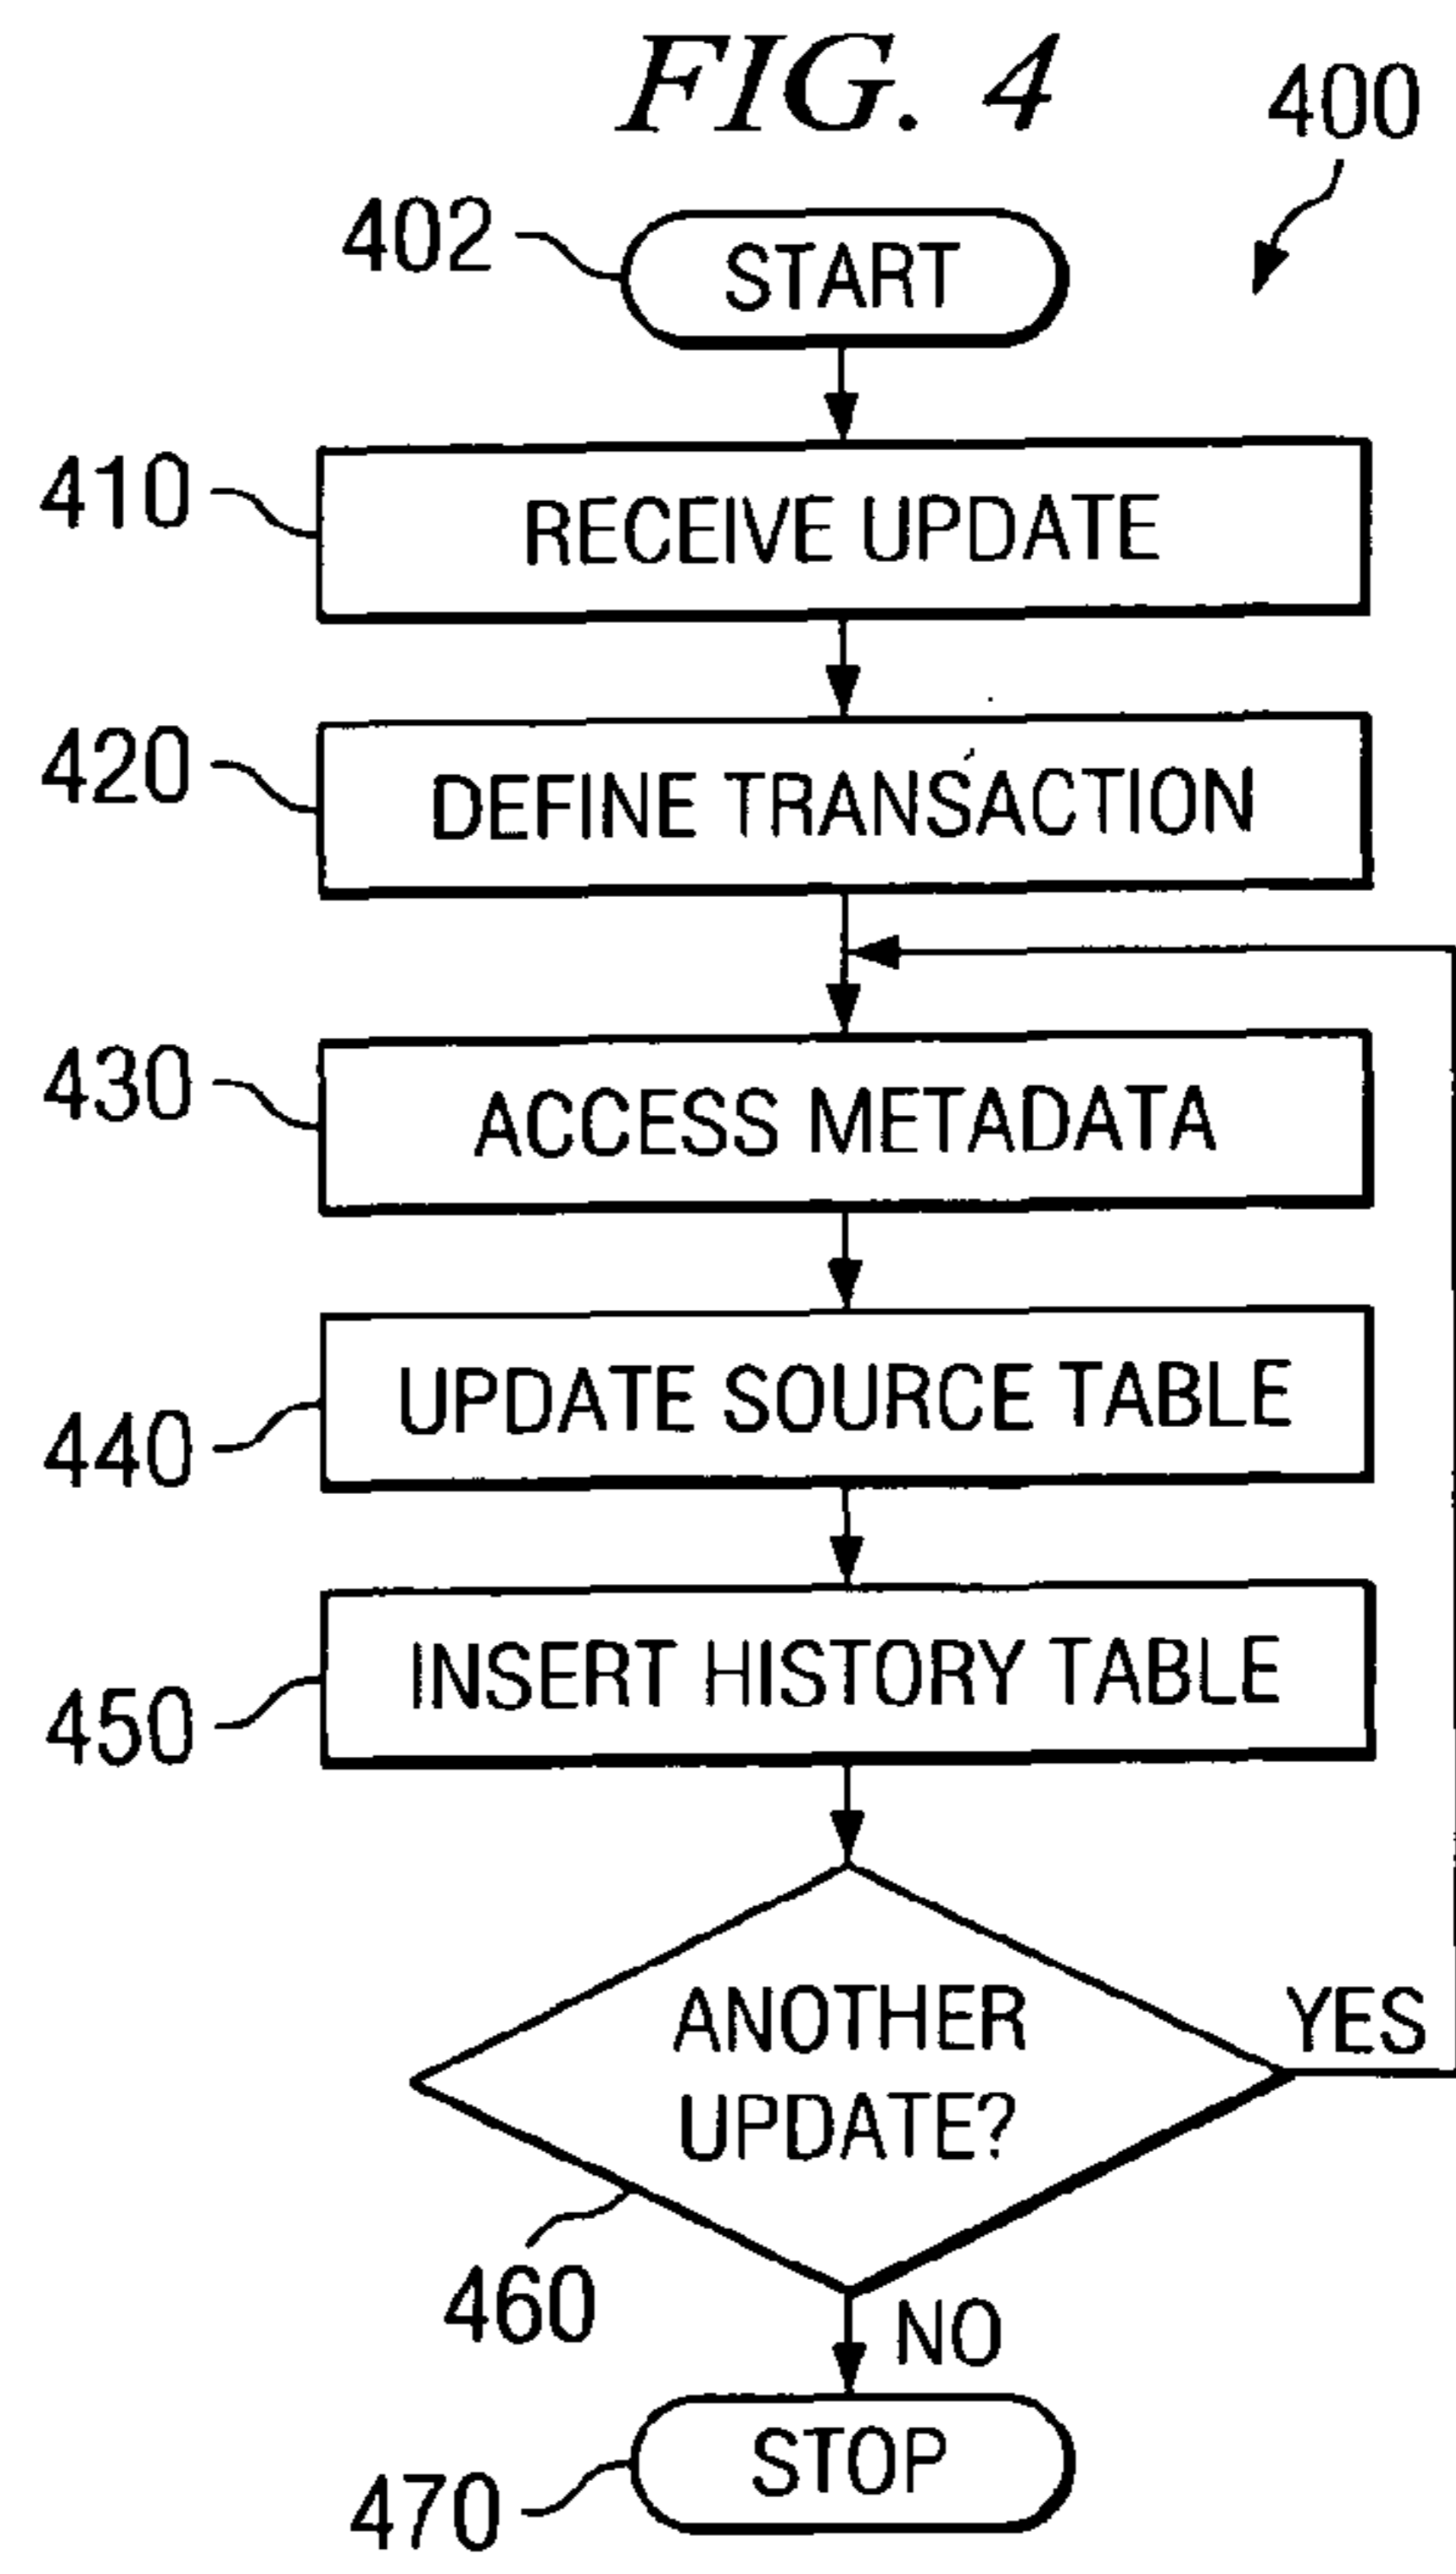 FIG. 4
400
402
START
410
RECEIVE UPDATE
420
DEFINE TRANSACTION
430
ACCESS METADATA
440
UPDATE SOURCE TABLE
450
INSERT HISTORY TABLE
ANOTHER
UPDATE?
YES
460
NO
STOP
470